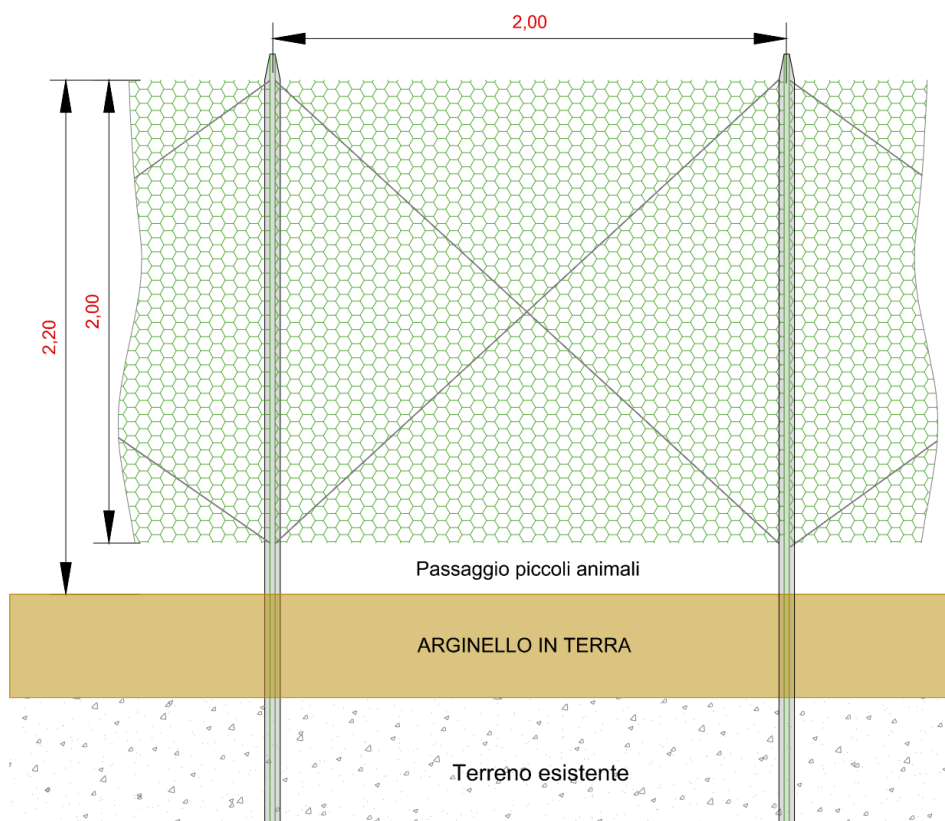 2,00
2,20
2,00
Passaggio piccoli animali
ARGINELLO IN TERRA
Terreno esistente